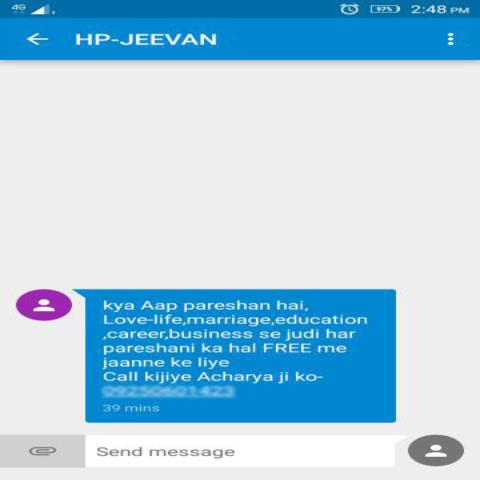 4G 97% 2:48 PM
HP-JEEVAN
kya Aap pareshan hai,
Love-life,marriage,education
,career,business se judi har
pareshani ka hal FREE me
jaanne ke liye
Call kijiye Acharya ji ko-
39 mins
Send message